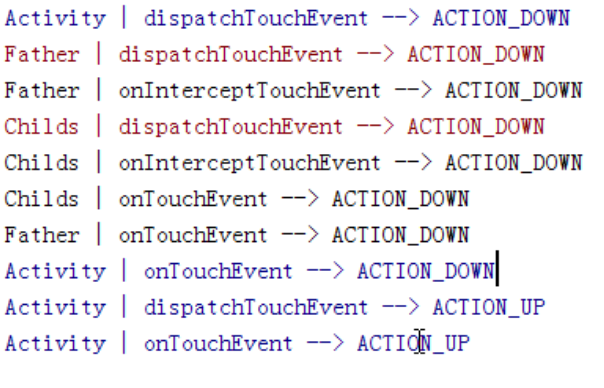 Activity | dispatchTouchEvent --> ACTION_DOWN
Father | dispatchTouchEvent --> ACTION_DOWN
Father | onInterceptTouchEvent --> ACTION_DOWN
Childs | dispatchTouchEvent --> ACTION_DOWN
Childs | onInterceptTouchEvent --> ACTION_DOWN
Childs | onTouchEvent --> ACTION_DOWN
Father | onTouchEvent --> ACTION_DOWN
Activity | onTouchEvent --> ACTION_DOWN
Activity | dispatchTouchEvent --> ACTION_UP
Activity | onTouchEvent --> ACTION_UP